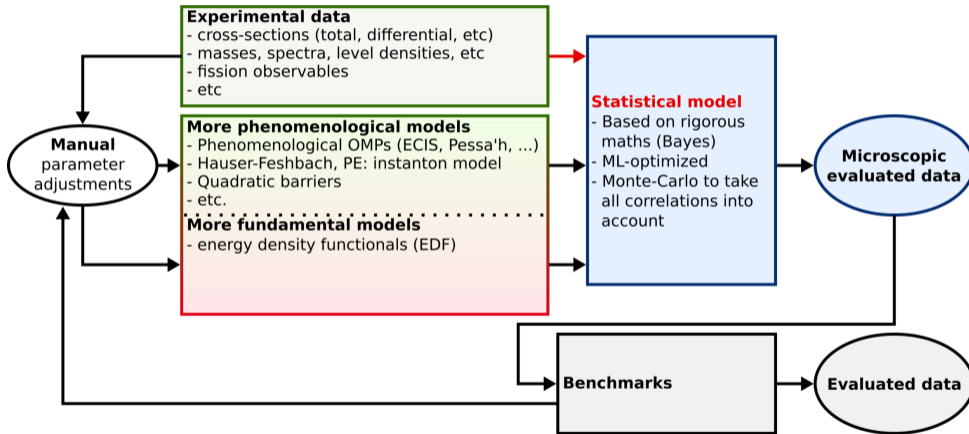 Experimental data
- cross-sections (total, differential, etc)
- masses, spectra, level densities, etc
- fission observables
- etc
Manual
parameter
adjustments
More phenomenological models
- Phenomenological OMPs (ECIS, Pessa'h, ...)
- Hauser-Feshbach, PE: instanton model
- Quadratic barriers
- etc.
More fundamental models
- energy density functionals (EDF)
Statistical model
- Based on rigorous
maths (Bayes)
- ML-optimized
- Monte-Carlo to take
all correlations into
account
Microscopic
evaluated data
Benchmarks
Evaluated data